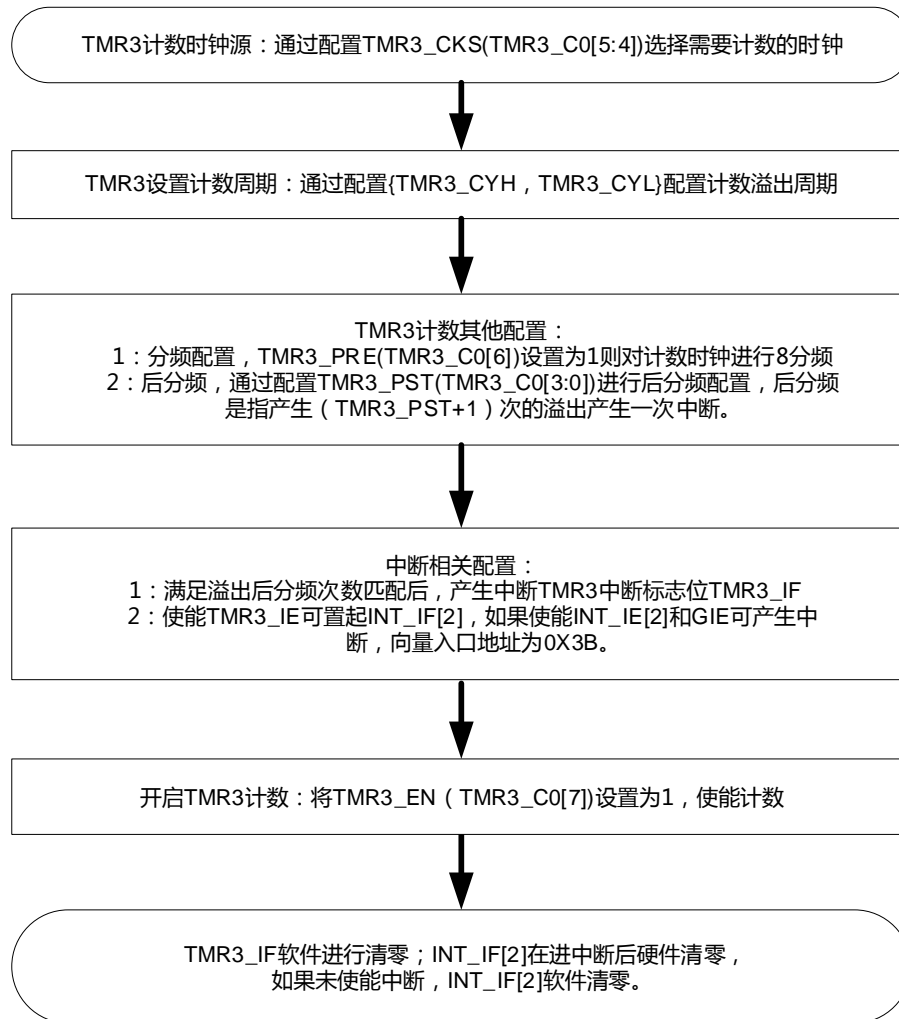 TMR3计数时钟源：通过配置TMR3_CKS(TMR3_C0[5:4])选择需要计数的时钟
TMR3设置计数周期：通过配置{TMR3_CYH，TMR3_CYL}配置计数溢出周期
TMR3计数其他配置：
1：分频配置，TMR3_PRE(TMR3_C0[6])设置为1则对计数时钟进行8分频
2：后分频，通过配置TMR3_PST(TMR3_C0[3:0])进行后分频配置，后分频
是指产生（TMR3_PST+1）次的溢出产生一次中断。
中断相关配置：
1：满足溢出后分频次数匹配后，产生中断TMR3中断标志位TMR3_IF
2：使能TMR3_IE可置起INT_IF[2]，如果使能INT_IE[2]和GIE可产生中
断，向量入口地址为0X3B。
开启TMR3计数：将TMR3_EN（TMR3_C0[7])设置为1，使能计数
TMR3_IF软件进行清零；INT_IF[2]在进中断后硬件清零，
如果未使能中断，INT_IF[2]软件清零。